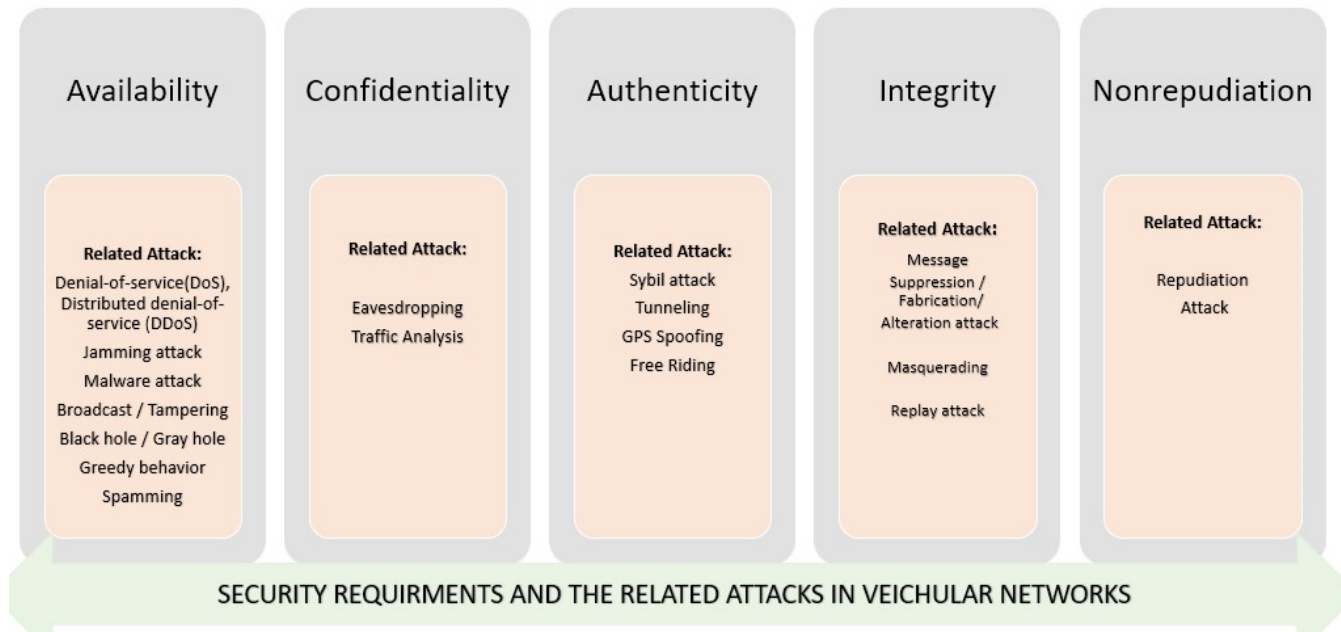 Availability
Related Attack:
Denial-of-service(DoS),
Distributed denial-of-
service (DDoS)
Jamming attack
Malware attack
Broadcast / Tampering
Black hole / Gray hole
Greedy behavior
Spamming
Confidentiality
Related Attack:
Eavesdropping
Traffic Analysis
Authenticity
Related Attack:
Sybil attack
Tunneling
GPS Spoofing
Free Riding
Integrity
Related Attack:
Message
Suppression /
Fabrication/
Alteration attack
Masquerading
Replay attack
Nonrepudiation
Related Attack:
Repudiation
Attack
SECURITY REQUIRMENTS AND THE RELATED ATTACKS IN VEICHULAR NETWORKS